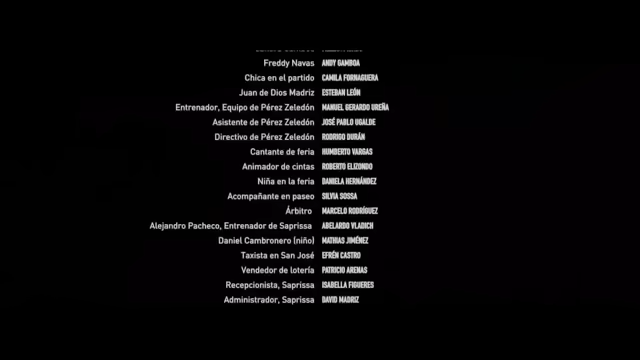 Freddy Navas ANDY GAMBOA
Chica en el partido CAMILA FORNAGUERA
Juan de Dios Madriz ESTEBAN LEÓN
Entrenador, Equipo de Pérez Zeledón MANUEL GERARDO UREÑA
Asistente de Pérez Zeledón JOSÉ PABLO UGALDE
Directivo de Pérez Zeledón RODRIGO DURÁN
Cantante de feria HUMBERTO VARGAS
Animador de cintas ROBERTO ELIZONDO
Niña en la feria DANIELA HERNÁNDEZ
Acompañante en paseo SILVIA SOSSA
Árbitro MARCELO RODRÍGUEZ
Alejandro Pacheco, Entrenador de Saprissa ABELARDO VLADICH
Daniel Cambronero (niño) MATHIAS JIMÉNEZ
Taxista en San José EFRÉN CASTRO
Vendedor de lotería PATRICIO ARENAS
Recepcionista, Saprissa ISABELLA FIGUERES
Administrador, Saprissa DAVID MADRIZ